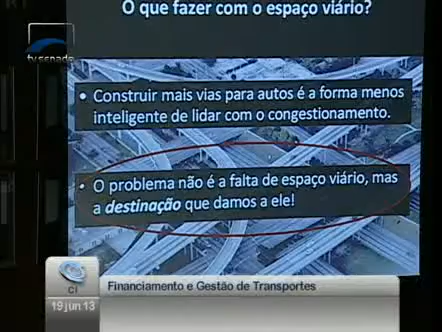 O que fazer com o espaço viário?
tv senado
• Construir mais vias para autos é a forma menos
inteligente de lidar com o congestionamento.
• O problema não é a falta de espaço viário, mas
a destinação que damos a ele!
CI
Financiamento e Gestão de Transportes
19 jun 13